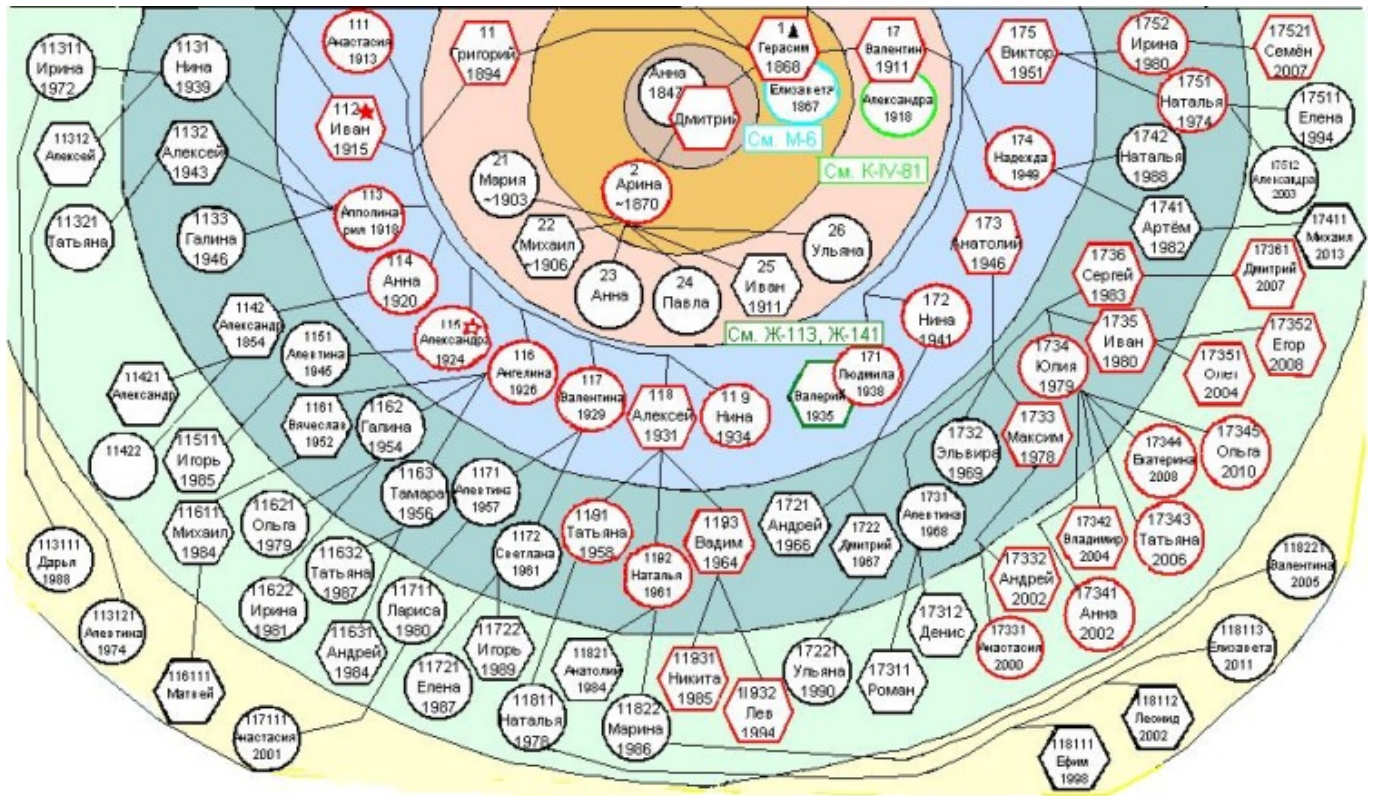 11311
Ирина
1972
1131
Нина
1939
111
Анастасия
1913
11
Григорий
1894
Анна
1847
Дмитрий
1
Герасим
1868
Елизавета
1867
17
Валентин
1911
Александра
1918
175
Виктор
1951
1752
Ирина
1980
17521
Семён
2007
1751
Наталья
1974
17511
Елена
1994
11312
Алексей
1132
Алексей
1943
112
Иван
1915
См. М-6
См. К-IV-81
174
Надежда
1949
1742
Наталья
1988
17512
Александра
2003
11321
Татьяна
1133
Галина
1946
113
Апполина-
рия 1918
21
Мария
~1903
2
Арина
~1870
22
Михаил
~1906
23
Анна
24
Павла
25
Иван
1911
26
Ульяна
173
Анатолий
1946
1741
Артём
1982
17411
Михаил
2013
114
Анна
1920
1736
Сергей
1983
17361
Дмитрий
2007
1142
Александр
1854
1151
Алевтина
1945
115
Александра
1924
116
Ангелина
1926
117
Валентина
1929
118
Алексей
1931
119
Нина
1934
См. Ж-113, Ж-141
Валерий
1935
171
Людмила
1938
172
Нина
1941
1734
Юлия
1979
1735
Иван
1980
17351
Олег
2004
17352
Егор
2008
11421
Александр
11422
11511
Игорь
1985
1161
Вячеслав
1952
1162
Галина
1954
1163
Тамара
1956
1171
Алевтина
1957
1732
Эльвира
1969
1733
Максим
1978
17344
Екатерина
2008
17345
Ольга
2010
11611
Михаил
1984
11621
Ольга
1979
11632
Татьяна
1987
1172
Светлана
1961
1191
Татьяна
1958
1192
Наталья
1961
1193
Вадим
1964
1721
Андрей
1966
1722
Дмитрий
1967
1731
Алевтина
1968
17342
Владимир
2004
17343
Татьяна
2006
113111
Дарья
1988
11622
Ирина
1981
11711
Лариса
1980
17332
Андрей
2002
17341
Анна
2002
118221
Валентина
2005
113121
Алевтина
1974
11631
Андрей
1984
11722
Игорь
1989
11821
Анатолий
1984
11931
Никита
1985
11932
Лев
1994
17221
Ульяна
1990
17311
Роман
17312
Денис
17331
Анастасия
2000
118113
Елизавета
2011
116111
Матвей
117111
Анастасия
2001
11721
Елена
1987
11811
Наталья
1978
11822
Марина
1986
118112
Леонид
2002
118111
Ефим
1998